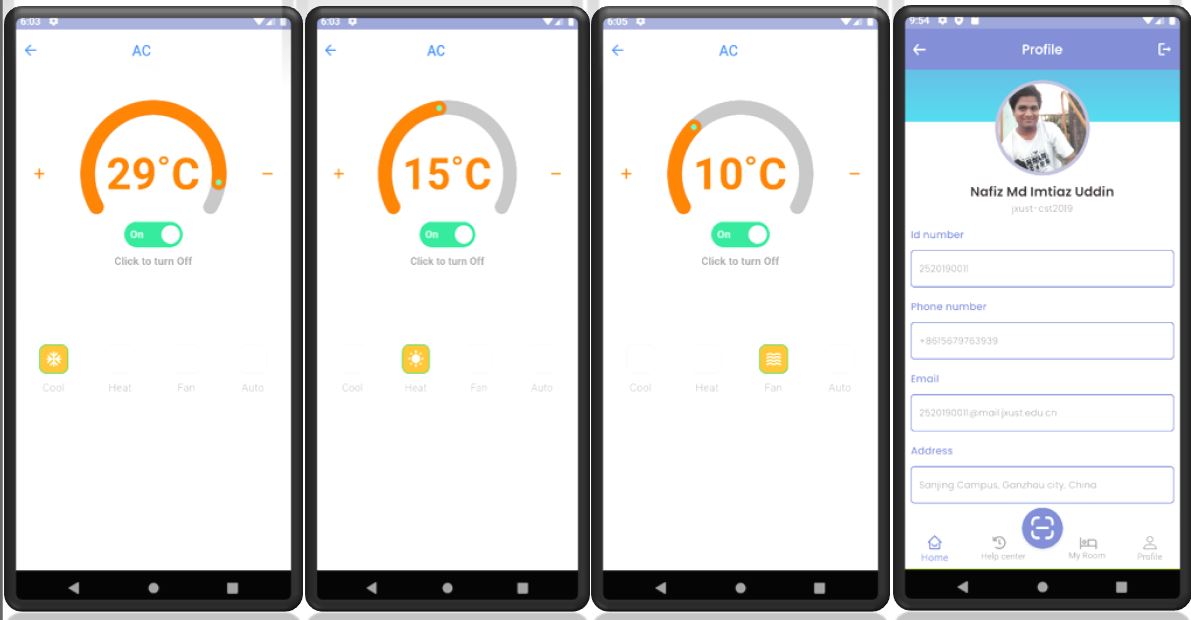 6:03
AC
+ 29°C −
On
Click to turn Off
Cool Heat Fan Auto
6:03
AC
+ 15°C −
On
Click to turn Off
Cool Heat Fan Auto
6:05
AC
+ 10°C −
On
Click to turn Off
Cool Heat Fan Auto
9:54
Profile
Nafiz Md Imtiaz Uddin
jxust-cst2019
Id number
2520190011
Phone number
+8615679763939
Email
2520190011@mail.jxust.edu.cn
Address
Sanjing Campus, Ganzhou city, China
Home Help center My Room Profile